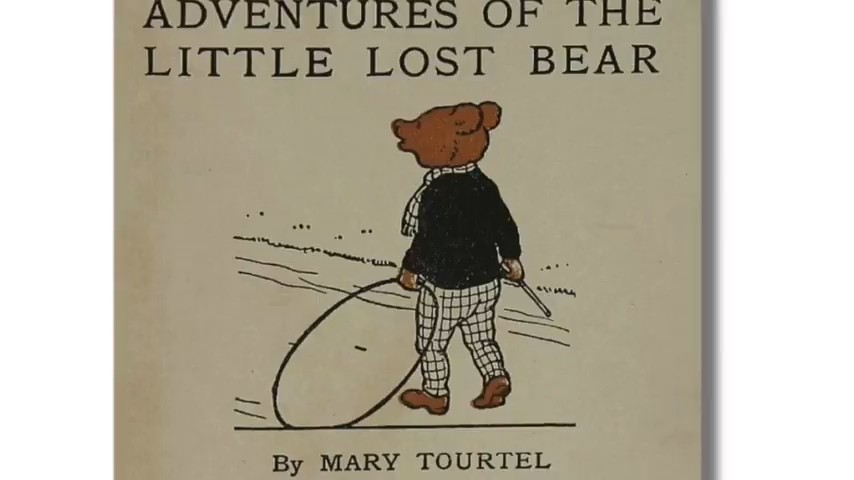 ADVENTURES OF THE
LITTLE LOST BEAR
By MARY TOURTEL